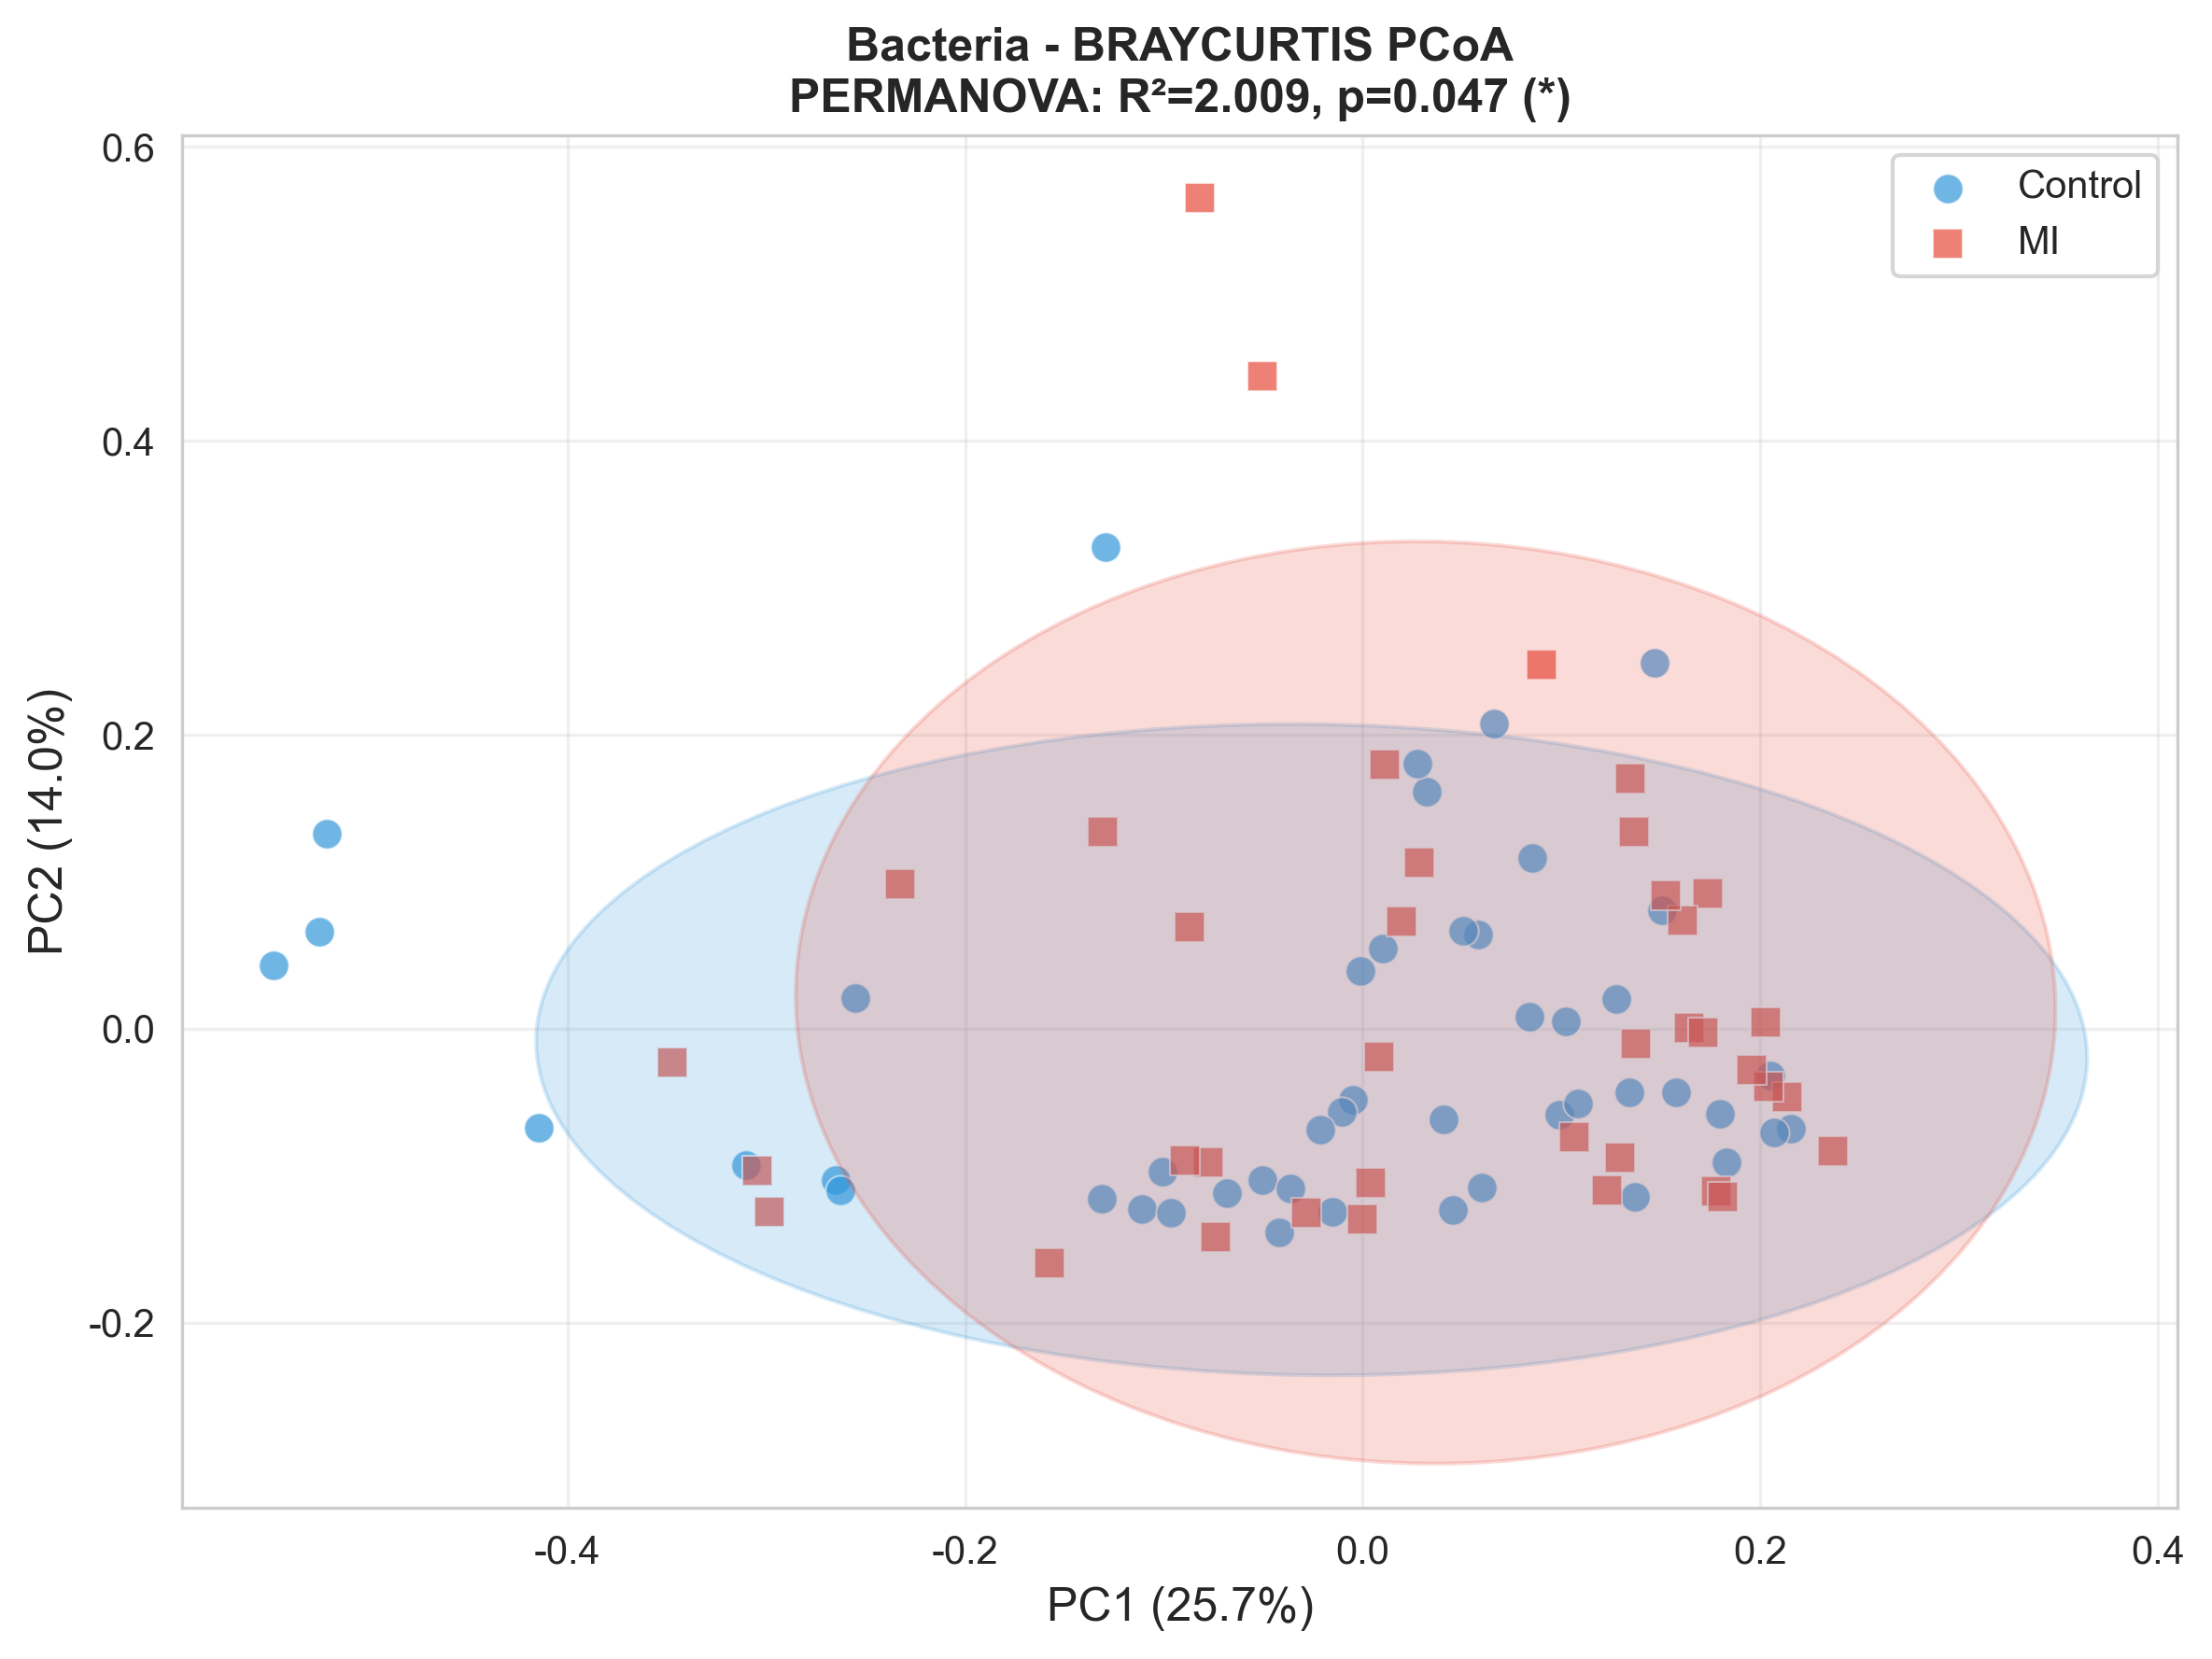 Bacteria - BRAYCURTIS PCoA
PERMANOVA: R²=2.009, p=0.047 (*)
Control
MI
0.6
0.4
0.2
0.0
-0.2
PC2 (14.0%)
-0.4
-0.2
0.0
0.2
0.4
PC1 (25.7%)